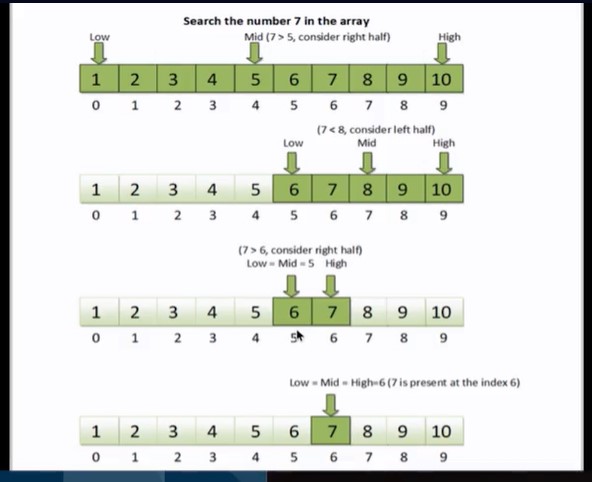 Search the number 7 in the array
Low Mid (7 > 5, consider right half) High
1 2 3 4 5 6 7 8 9 10
0 1 2 3 4 5 6 7 8 9
(7 < 8, consider left half)
Low Mid High
1 2 3 4 5 6 7 8 9 10
0 1 2 3 4 5 6 7 8 9
(7 > 6, consider right half)
Low = Mid = 5 High
1 2 3 4 5 6 7 8 9 10
0 1 2 3 4 5 6 7 8 9
Low = Mid = High=6 (7 is present at the index 6)
1 2 3 4 5 6 7 8 9 10
0 1 2 3 4 5 6 7 8 9